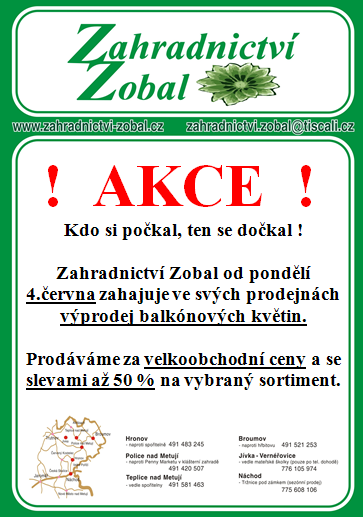 Zahradnictví
Zobal
www.zahradnictvi-zobal.cz zahradnictvi.zobal@tiscali.cz
! AKCE !
Kdo si počkal, ten se dočkal !
Zahradnictví Zobal od pondělí
4.června zahajuje ve svých prodejnách
výprodej balkónových květin.
Prodáváme za velkoobchodní ceny a se
slevami až 50 % na vybraný sortiment.
Hronov
- naproti spořitelně 491 483 245
Police nad Metují
- naproti Penny Marketu v klášterní zahradě
491 420 507
Teplice nad Metují
- vedle spořitelny 491 581 463
Broumov
- naproti hřbitovu 491 521 253
Jívka - Vernéřovice
- vedle mateřské školky (pouze po tel. dohodě)
776 105 974
Náchod
- Tržnice pod zámkem (sezónní prodej)
775 608 106